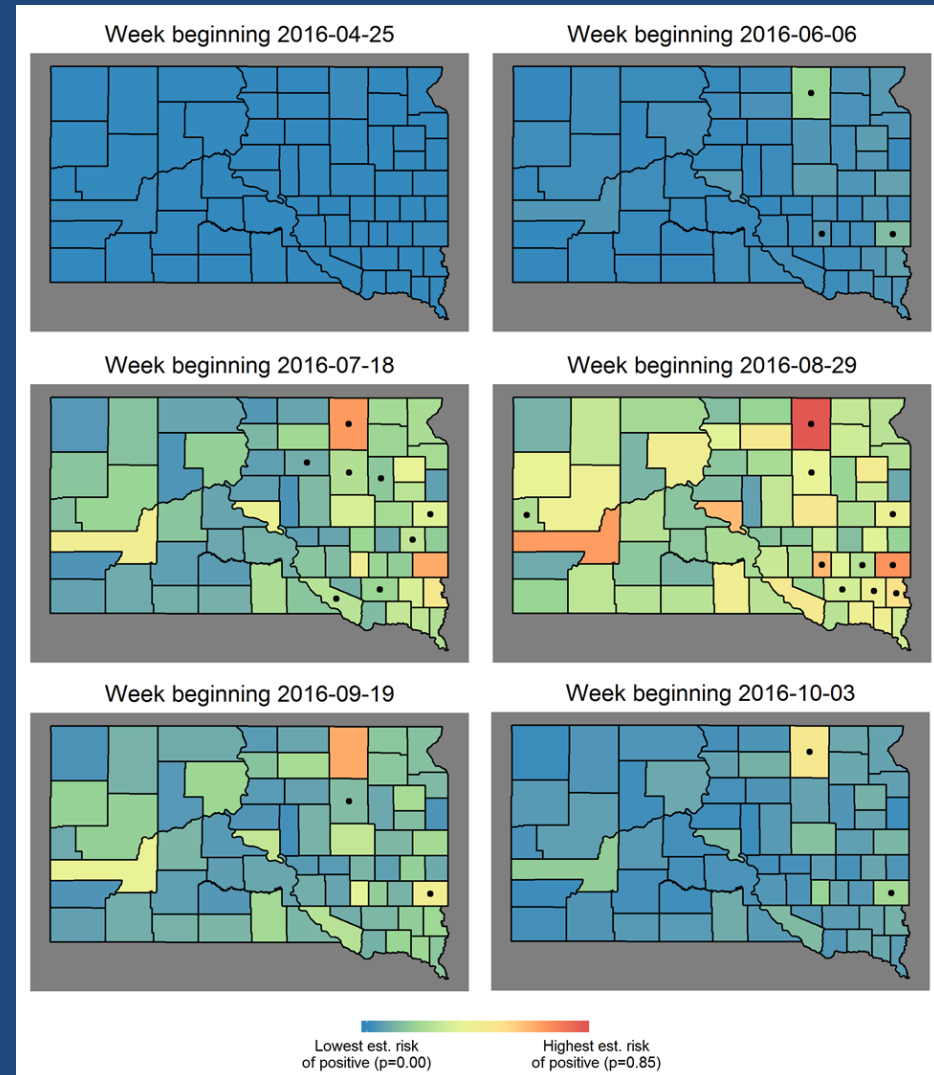 Week beginning 2016-04-25
Week beginning 2016-06-06
Week beginning 2016-07-18
Week beginning 2016-08-29
Week beginning 2016-09-19
Week beginning 2016-10-03
Lowest est. risk
of positive (p=0.00)
Highest est. risk
of positive (p=0.85)